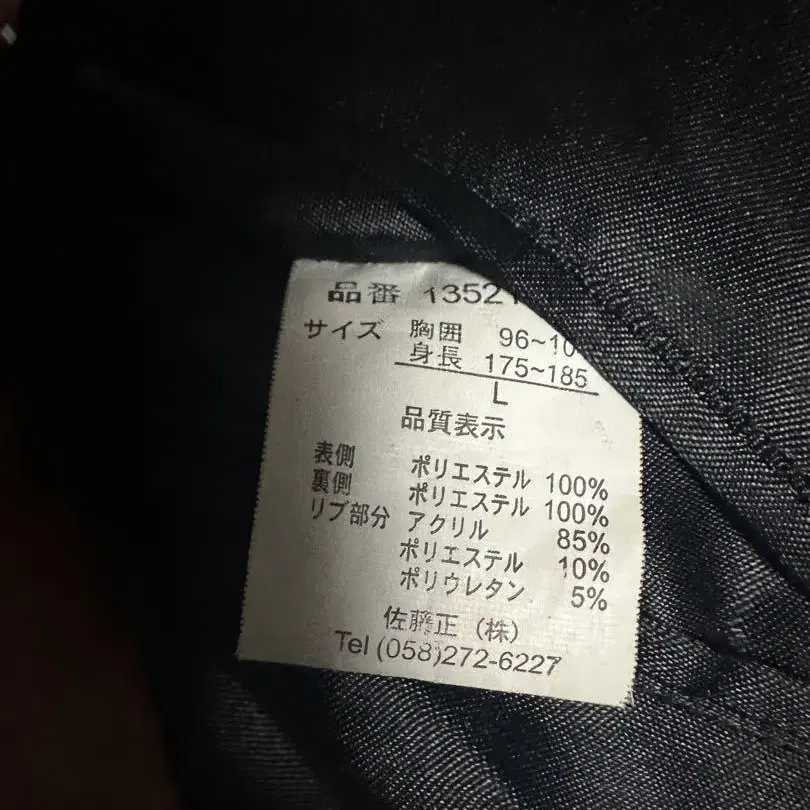 品番 13521
サイズ 胸囲 96~10
身長 175~185
L
品質表示
表側 ポリエステル 100%
裏側 ポリエステル 100%
リブ部分 アクリル 85%
ポリエステル 10%
ポリウレタン 5%
佐藤正(株)
Tel (058)272-6227